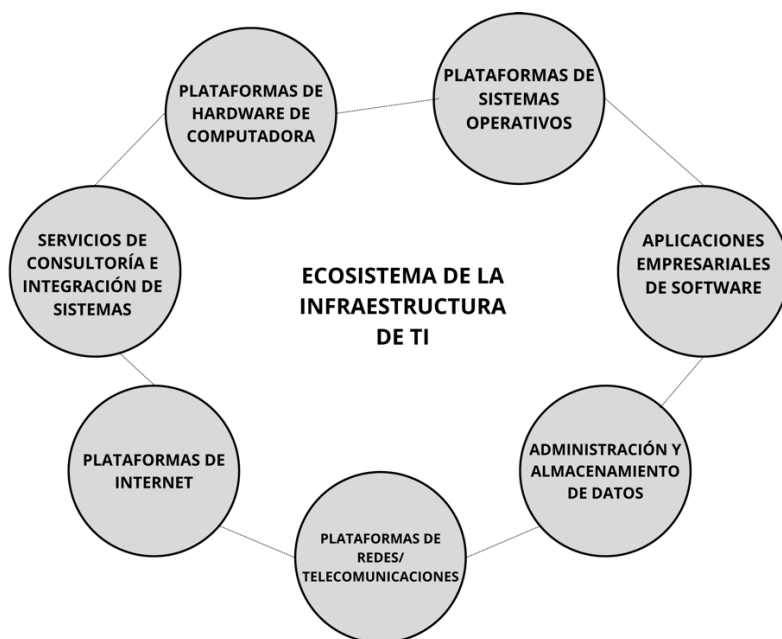 PLATAFORMAS DE
HARDWARE DE
COMPUTADORA
PLATAFORMAS DE
SISTEMAS
OPERATIVOS
SERVICIOS DE
CONSULTORÍA E
INTEGRACIÓN DE
SISTEMAS
ECOSISTEMA DE LA
INFRAESTRUCTURA
DE TI
APLICACIONES
EMPRESARIALES
DE SOFTWARE
PLATAFORMAS DE
INTERNET
ADMINISTRACIÓN Y
ALMACENAMIENTO
DE DATOS
PLATAFORMAS DE
REDES/
TELECOMUNICACIONES